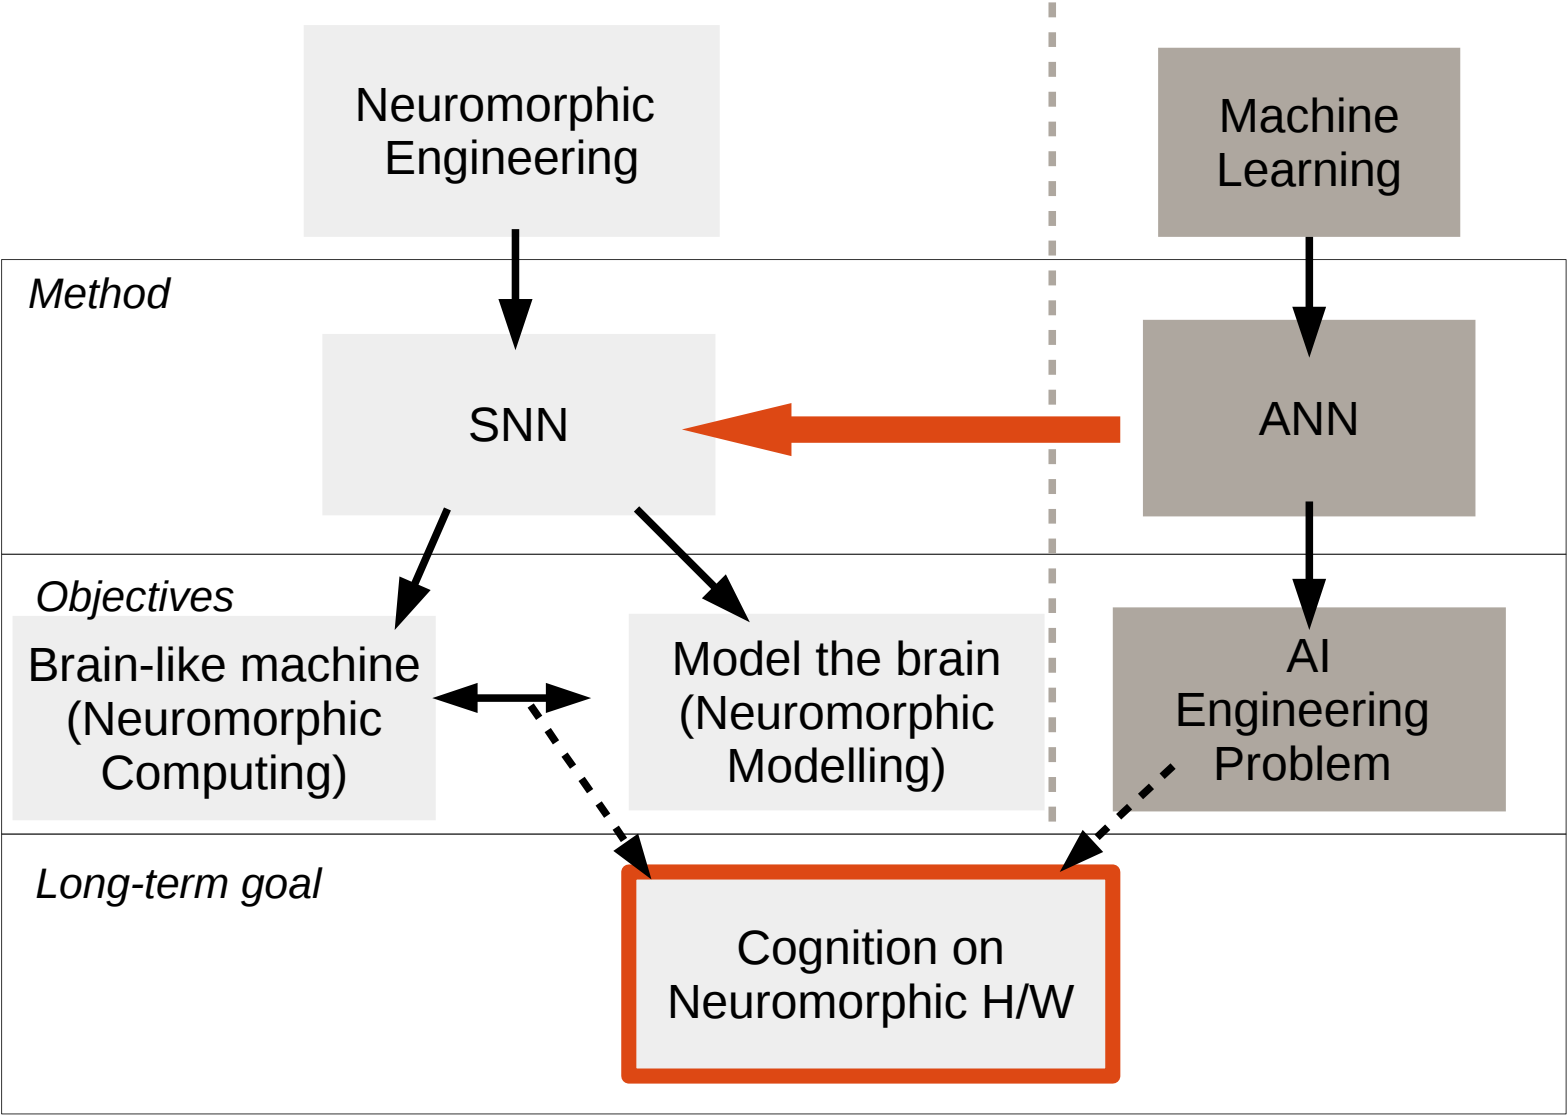 Neuromorphic
Engineering
Machine
Learning
Method
SNN
ANN
Objectives
Brain-like machine
(Neuromorphic
Computing)
Model the brain
(Neuromorphic
Modelling)
AI
Engineering
Problem
Long-term goal
Cognition on
Neuromorphic H/W